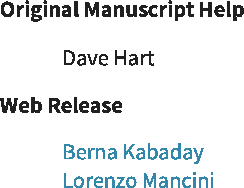 Original Manuscript Help
Dave Hart
Web Release
Berna Kabaday
Lorenzo Mancini